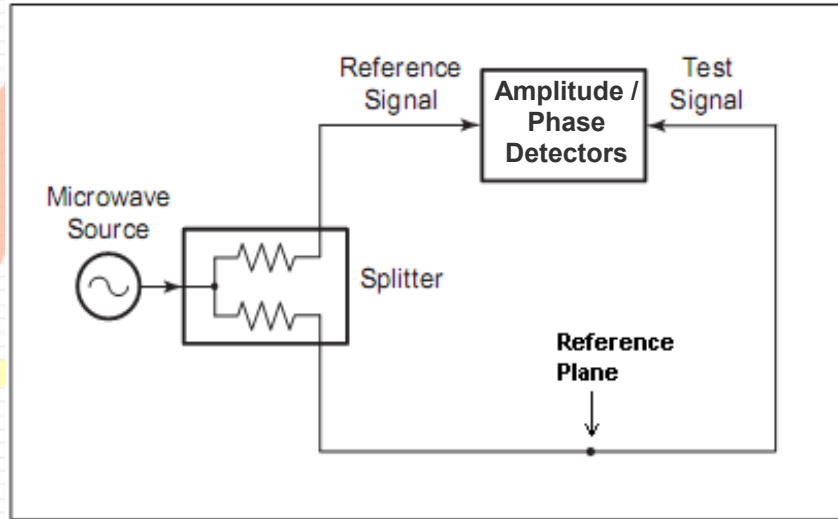 Reference
Signal
Amplitude /
Phase
Detectors
Test
Signal
Microwave
Source
Splitter
Reference
Plane